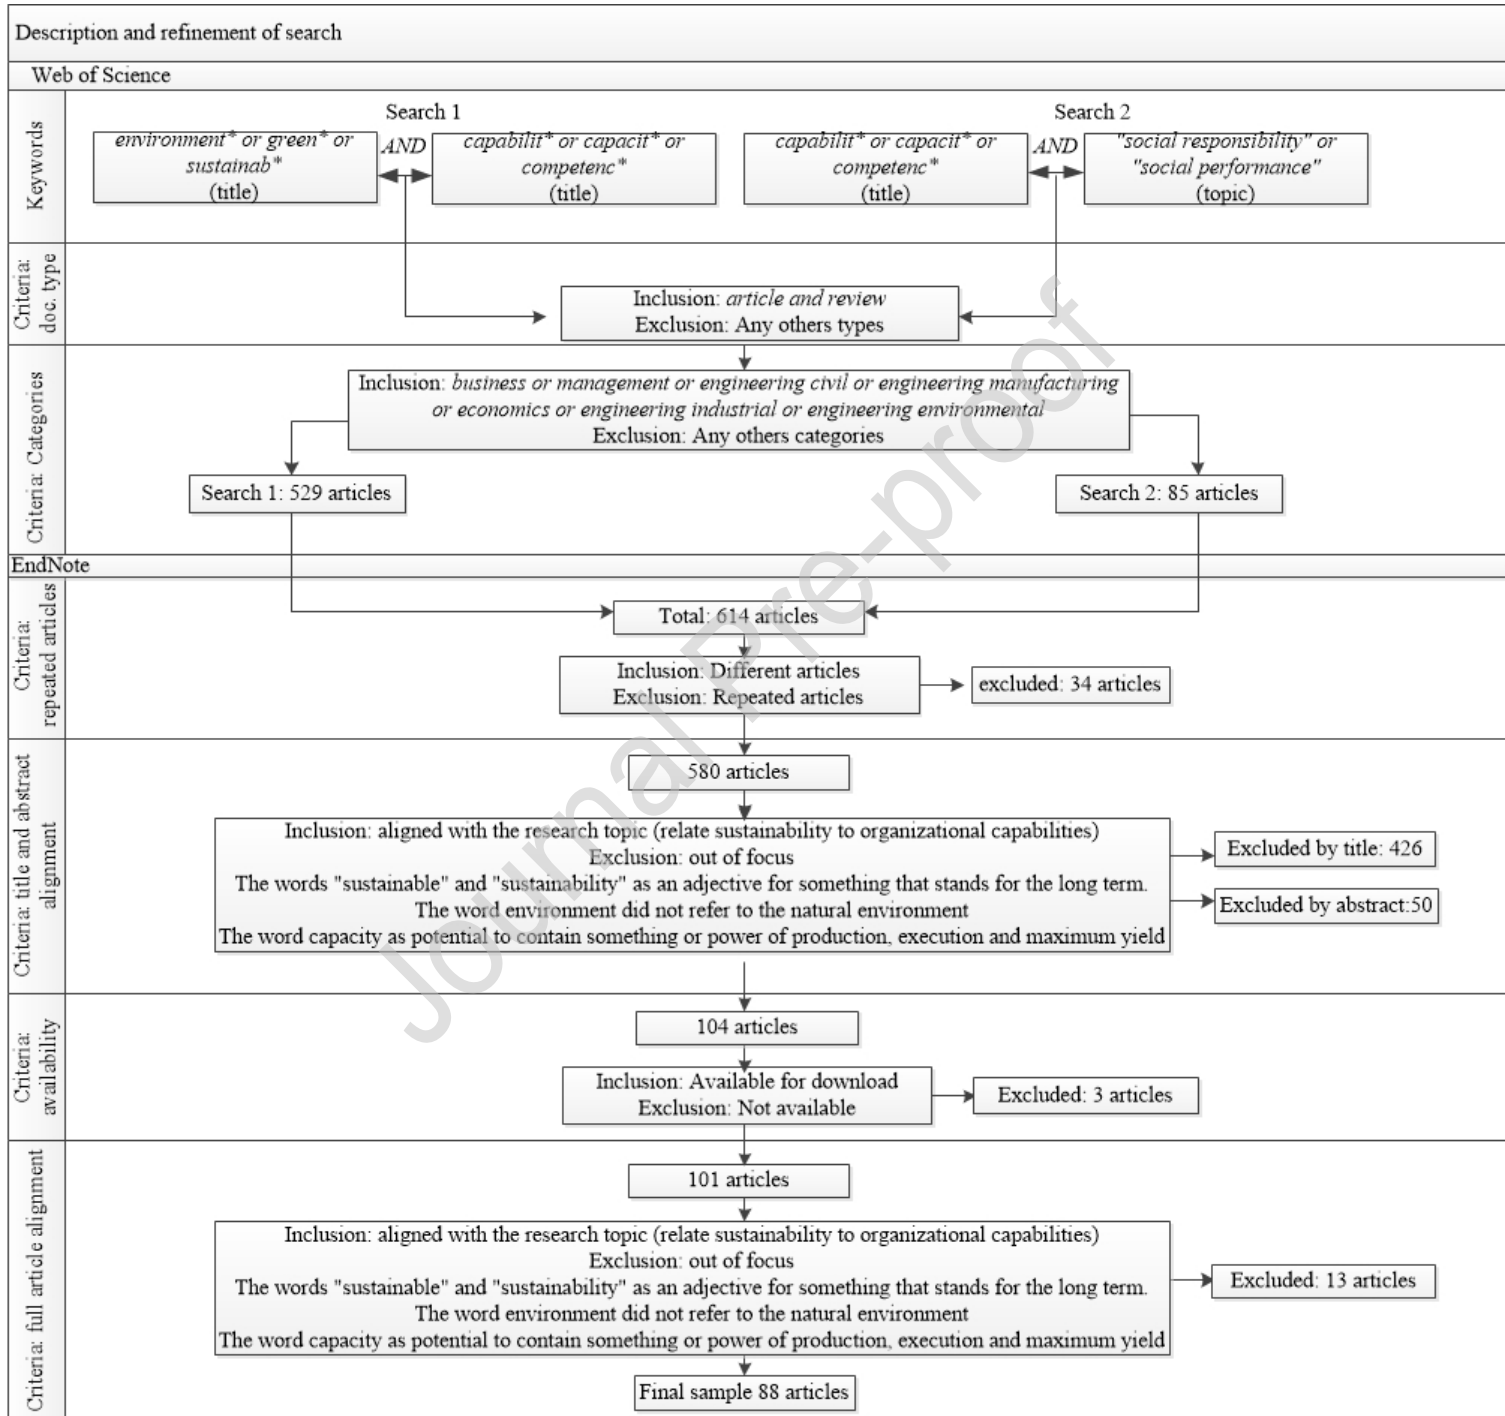 Description and refinement of search
Web of Science
Keywords
Search 1
Search 2
environment* or green* or
sustainab*
(title)
AND
capabilit* or capacit* or
competenc*
(title)
capabilit* or capacit* or
competenc*
(title)
AND
"social responsibility" or
"social performance"
(topic)
Criteria:
doc. type
Inclusion: article and review
Exclusion: Any others types
Criteria: Categories
Inclusion: business or management or engineering civil or engineering manufacturing
or economics or engineering industrial or engineering environmental
Exclusion: Any others categories
Search 1: 529 articles
Search 2: 85 articles
EndNote
Criteria:
repeated articles
Total: 614 articles
Inclusion: Different articles
Exclusion: Repeated articles
excluded: 34 articles
Criteria: title and abstract
alignment
580 articles
Inclusion: aligned with the research topic (relate sustainability to organizational capabilities)
Exclusion: out of focus
The words "sustainable" and "sustainability" as an adjective for something that stands for the long term.
The word environment did not refer to the natural environment
The word capacity as potential to contain something or power of production, execution and maximum yield
Excluded by title: 426
Excluded by abstract:50
Criteria:
availability
104 articles
Inclusion: Available for download
Exclusion: Not available
Excluded: 3 articles
Criteria: full article alignment
101 articles
Inclusion: aligned with the research topic (relate sustainability to organizational capabilities)
Exclusion: out of focus
The words "sustainable" and "sustainability" as an adjective for something that stands for the long term.
The word environment did not refer to the natural environment
The word capacity as potential to contain something or power of production, execution and maximum yield
Excluded: 13 articles
Final sample 88 articles
Journal Pre-proof